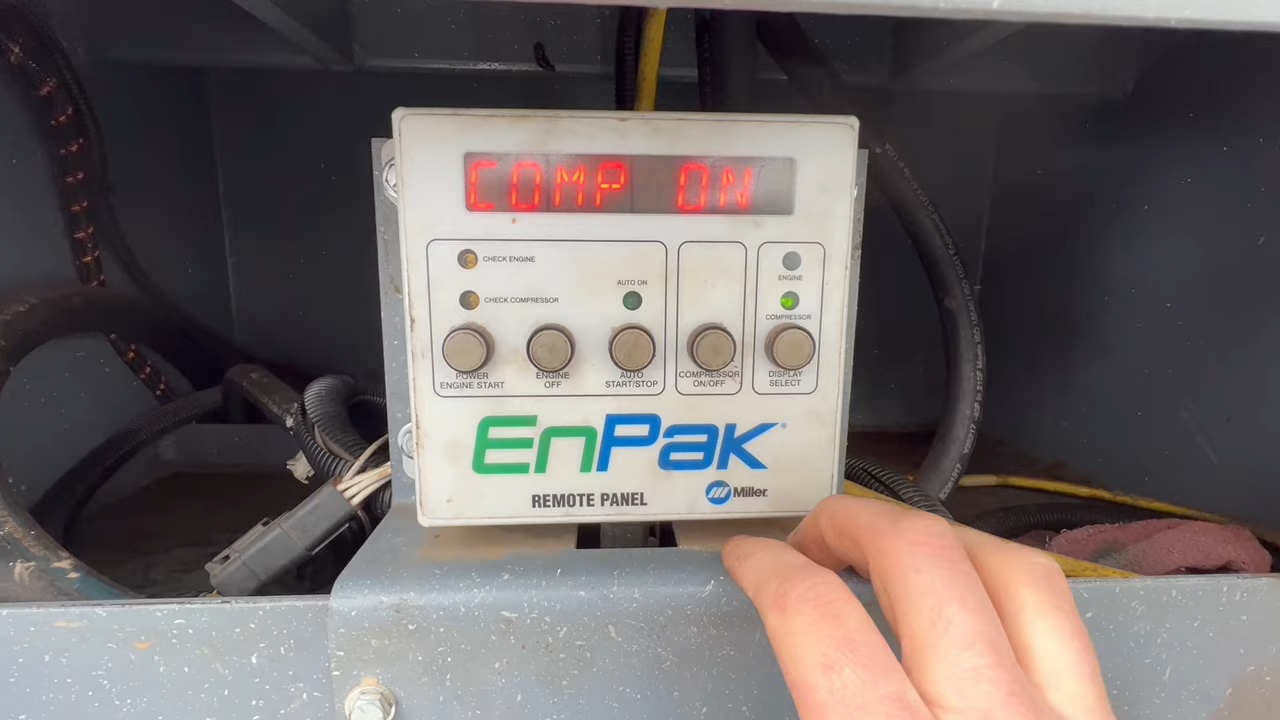 COMP ON
CHECK ENGINE
CHECK COMPRESSOR
AUTO ON
ENGINE
COMPRESSOR
POWER
ENGINE START
ENGINE
OFF
AUTO
START/STOP
COMPRESSOR
ON/OFF
DISPLAY
SELECT
EnPak
REMOTE PANEL
Miller